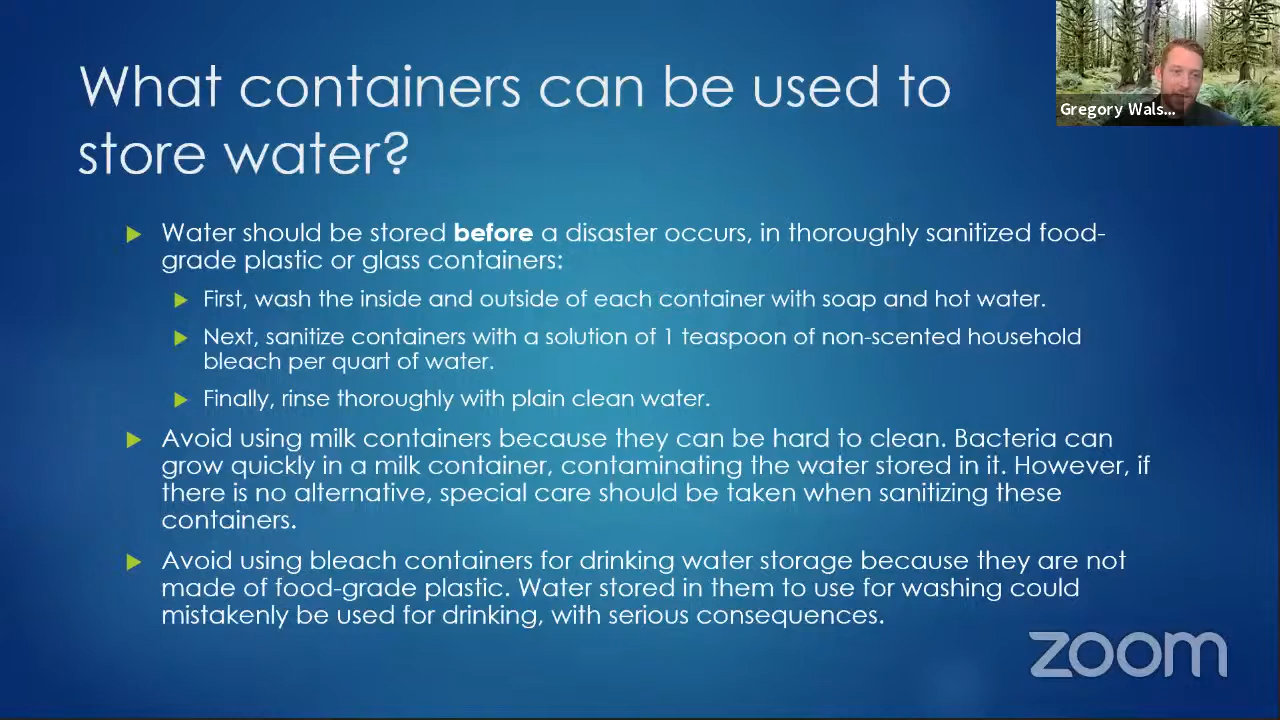 What containers can be used to
store water?
Gregory Wals...
Water should be stored before a disaster occurs, in thoroughly sanitized food-
grade plastic or glass containers:
First, wash the inside and outside of each container with soap and hot water.
Next, sanitize containers with a solution of 1 teaspoon of non-scented household
bleach per quart of water.
Finally, rinse thoroughly with plain clean water.
Avoid using milk containers because they can be hard to clean. Bacteria can
grow quickly in a milk container, contaminating the water stored in it. However, if
there is no alternative, special care should be taken when sanitizing these
containers.
Avoid using bleach containers for drinking water storage because they are not
made of food-grade plastic. Water stored in them to use for washing could
mistakenly be used for drinking, with serious consequences.
zoom